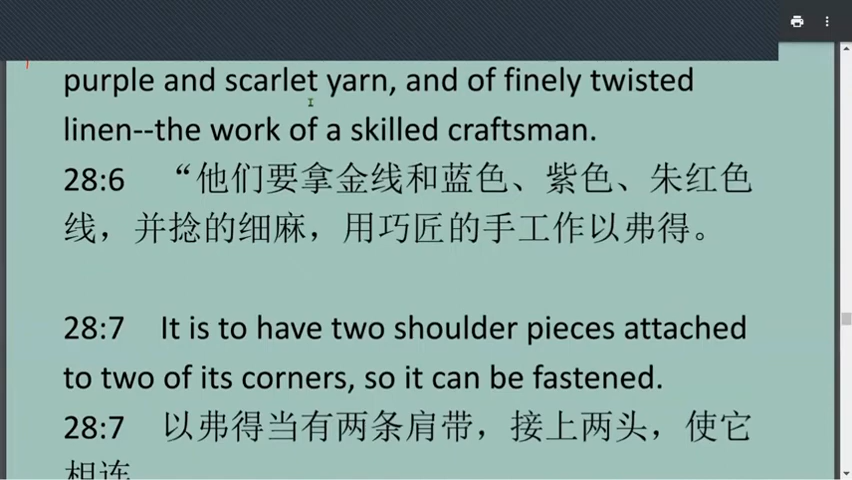 purple and scarlet yarn, and of finely twisted
linen--the work of a skilled craftsman.
28:6 “他们要拿金线和蓝色、紫色、朱红色
线，并捻的细麻，用巧匠的手工作以弗得。
28:7 It is to have two shoulder pieces attached
to two of its corners, so it can be fastened.
28:7 以弗得当有两条肩带，接上两头，使它
相连